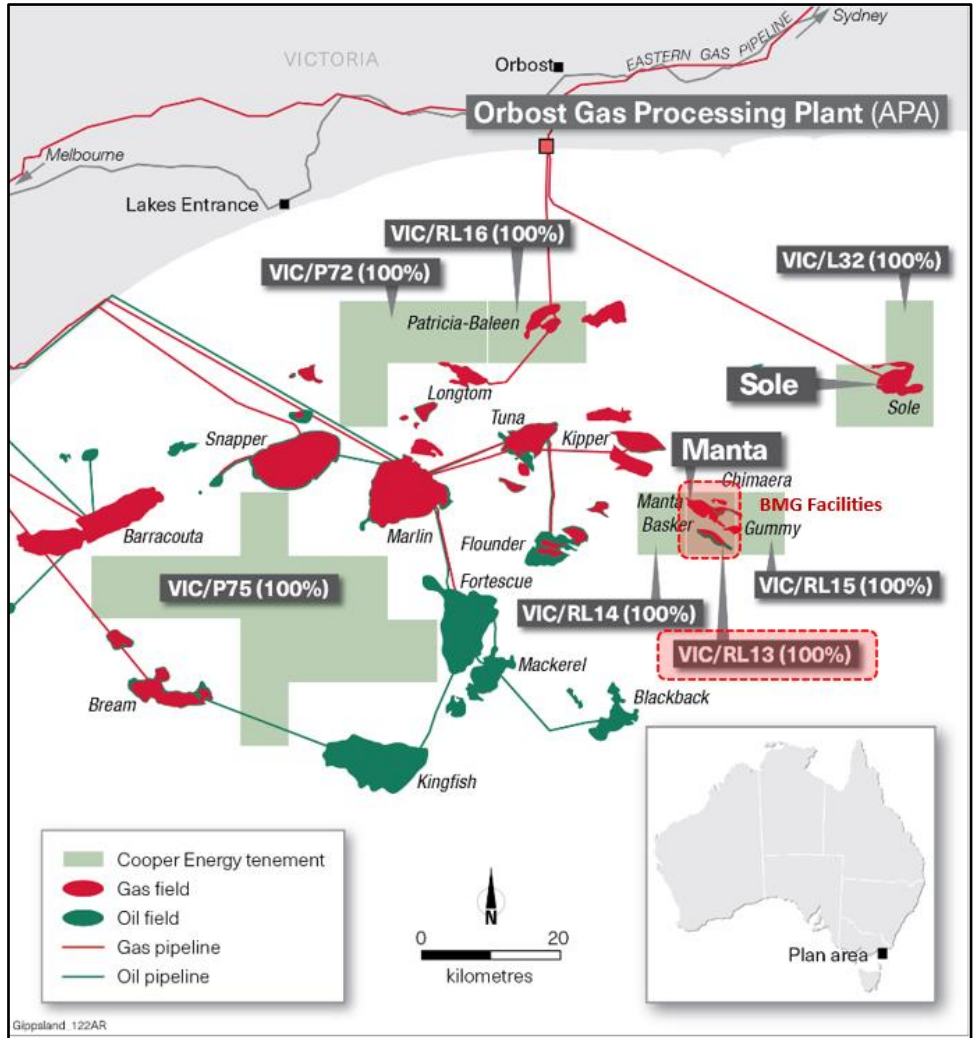 Sydney
VICTORIA
EASTERN GAS PIPELINE
Orbost
Orbost Gas Processing Plant (APA)
Melbourne
Lakes Entrance
VIC/RL16 (100%)
VIC/P72 (100%)
VIC/L32 (100%)
Patricia-Baleen
Longtom
Sole
Sole
Tuna
Snapper
Kipper
Manta
Chimaera
Manta
BMG Facilities
Basker
Gummy
Barracouta
Marlin
Flounder
Fortescue
VIC/P75 (100%)
VIC/RL14 (100%)
VIC/RL15 (100%)
VIC/RL13 (100%)
Mackerel
Bream
Blackback
Kingfish
Cooper Energy tenement
Gas field
Oil field
Gas pipeline
Oil pipeline
N
0 20
kilometres
Plan area
Gippsland_122AR